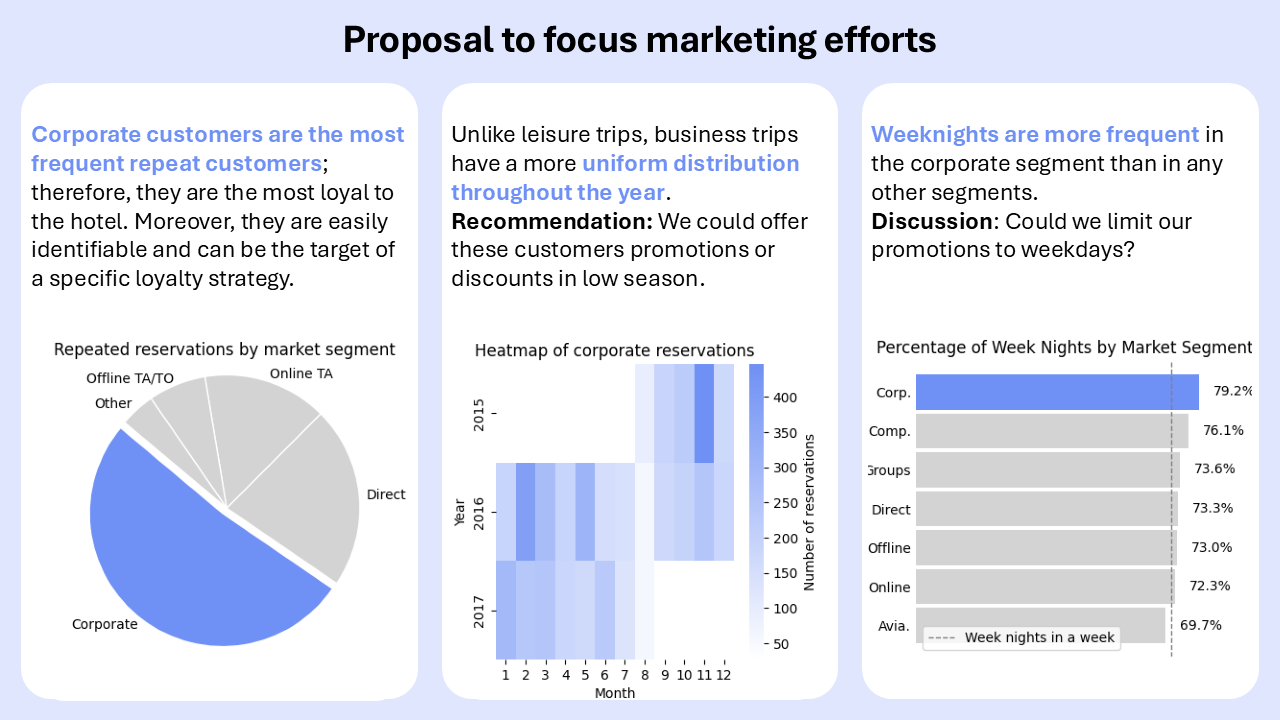 Proposal to focus marketing efforts
Corporate customers are the most
frequent repeat customers;
therefore, they are the most loyal to
the hotel. Moreover, they are easily
identifiable and can be the target of
a specific loyalty strategy.
Repeated reservations by market segment
Online TA
Offline TA/TO
Other
Direct
Corporate
Unlike leisure trips, business trips
have a more uniform distribution
throughout the year.
Recommendation: We could offer
these customers promotions or
discounts in low season.
Heatmap of corporate reservations
2015
2016
2017
Year
1 2 3 4 5 6 7 8 9 10 11 12
Month
400
350
300
250
200
150
100
50
Number of reservations
Weeknights are more frequent in
the corporate segment than in any
other segments.
Discussion: Could we limit our
promotions to weekdays?
Percentage of Week Nights by Market Segment
Corp. 79.2%
Comp. 76.1%
Groups 73.6%
Direct 73.3%
Offline 73.0%
Online 72.3%
Avia. 69.7%
Week nights in a week